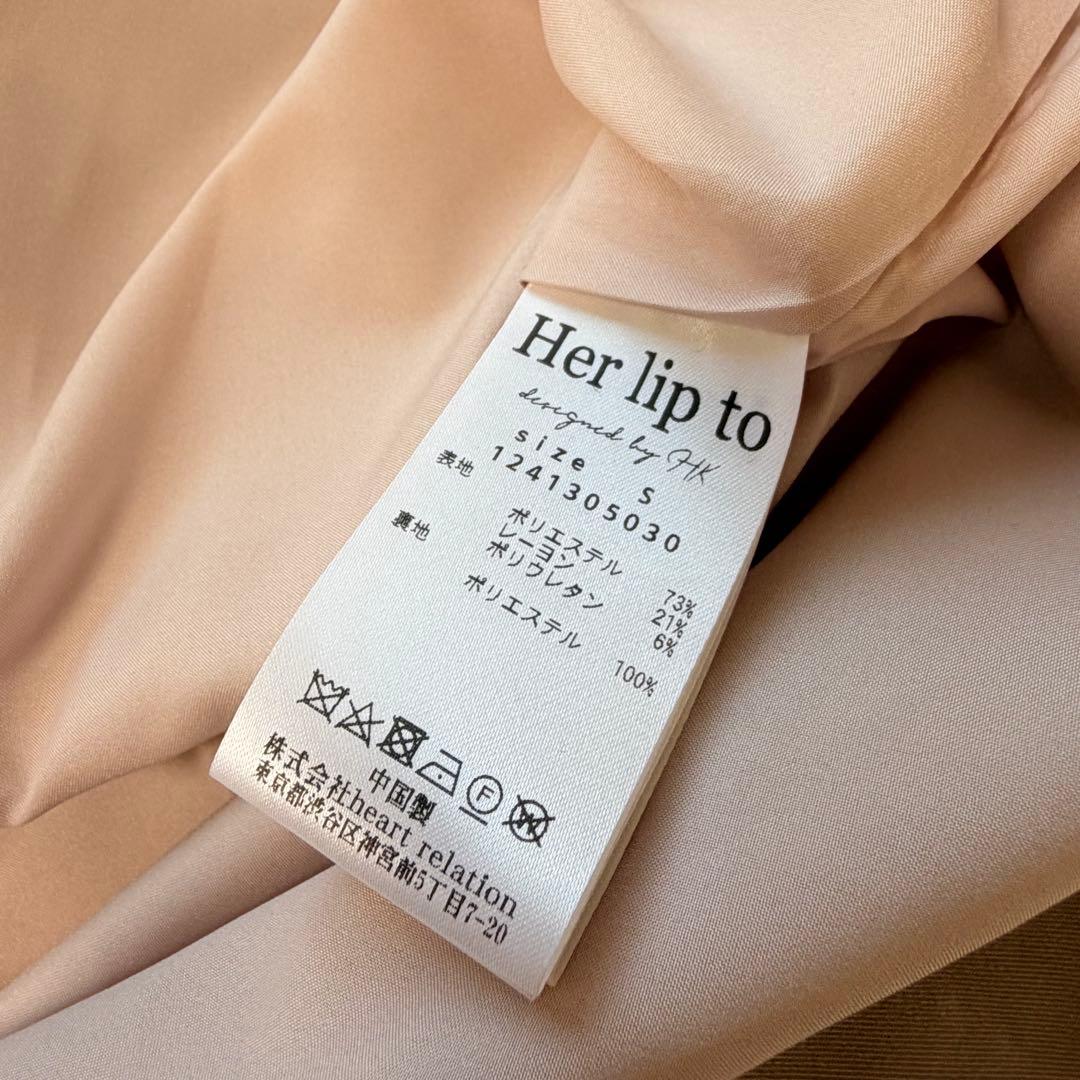 Her lip to
designed by HK
size S
1241305030
表地 ポリエステル 73%
レーヨン 21%
ポリウレタン 6%
裏地 ポリエステル 100%
F
W
中国製
株式会社heart relation
東京都渋谷区神宮前5丁目7-20